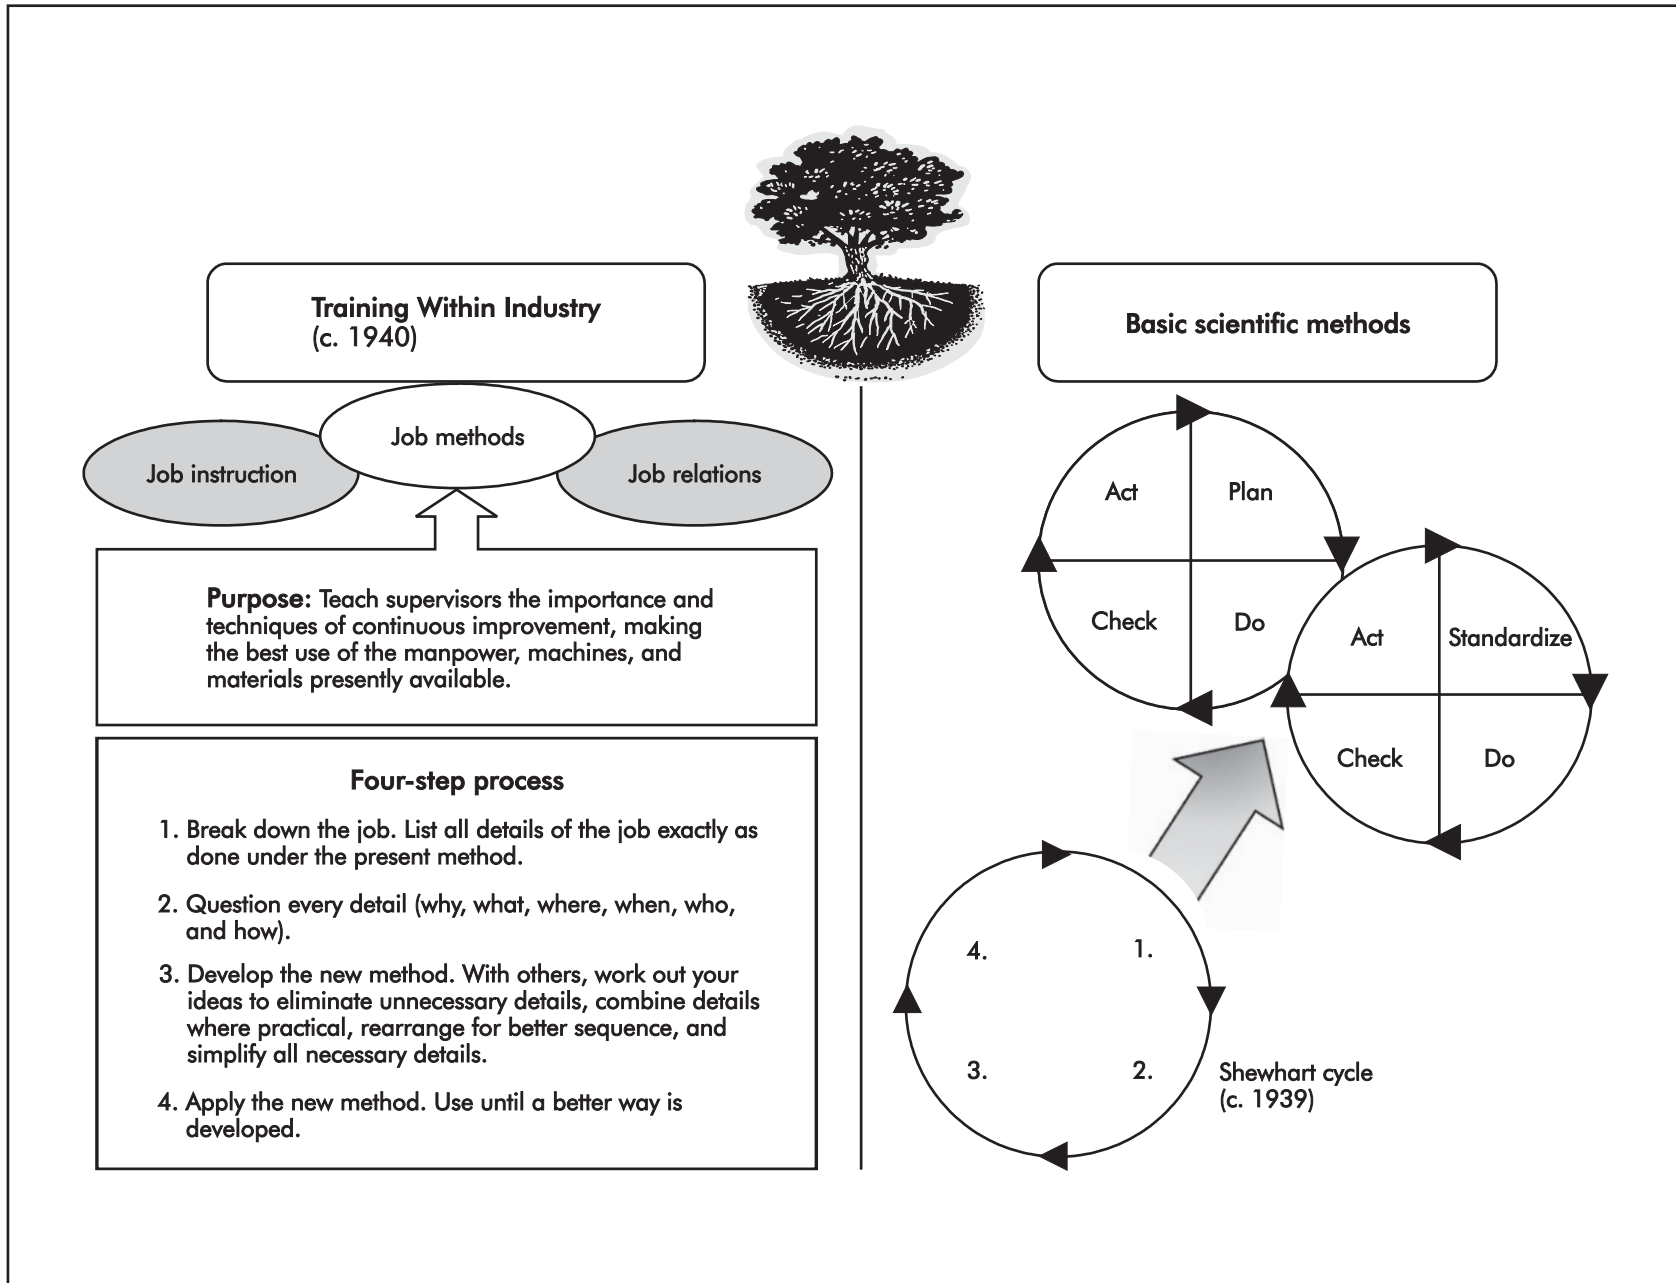 Training Within Industry
(c. 1940)
Job methods
Job instruction
Job relations
Purpose: Teach supervisors the importance and
techniques of continuous improvement, making
the best use of the manpower, machines, and
materials presently available.
Four-step process
1. Break down the job. List all details of the job exactly as
done under the present method.
2. Question every detail (why, what, where, when, who,
and how).
3. Develop the new method. With others, work out your
ideas to eliminate unnecessary details, combine details
where practical, rearrange for better sequence, and
simplify all necessary details.
4. Apply the new method. Use until a better way is
developed.
Basic scientific methods
Act
Plan
Check
Do
Act
Standardize
Check
Do
4.
1.
3.
2.
Shewhart cycle
(c. 1939)